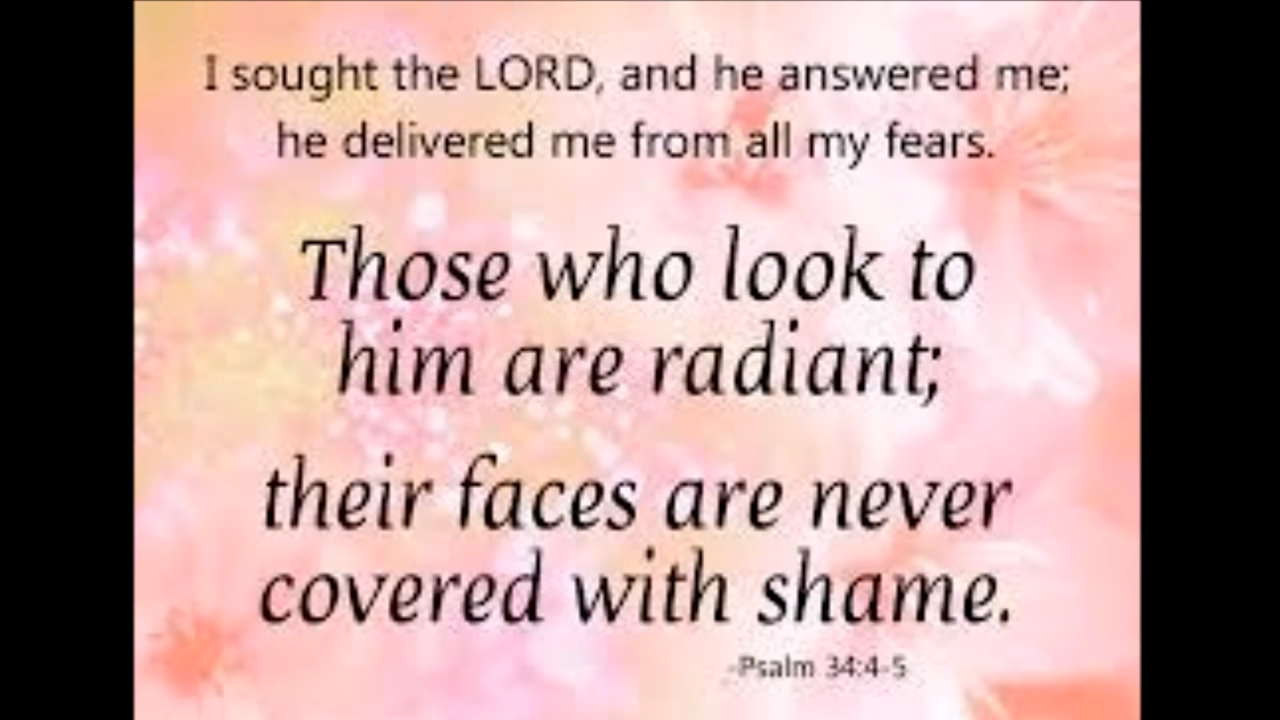 I sought the LORD, and he answered me;
he delivered me from all my fears.
Those who look to
him are radiant;
their faces are never
covered with shame.
-Psalm 34:4-5